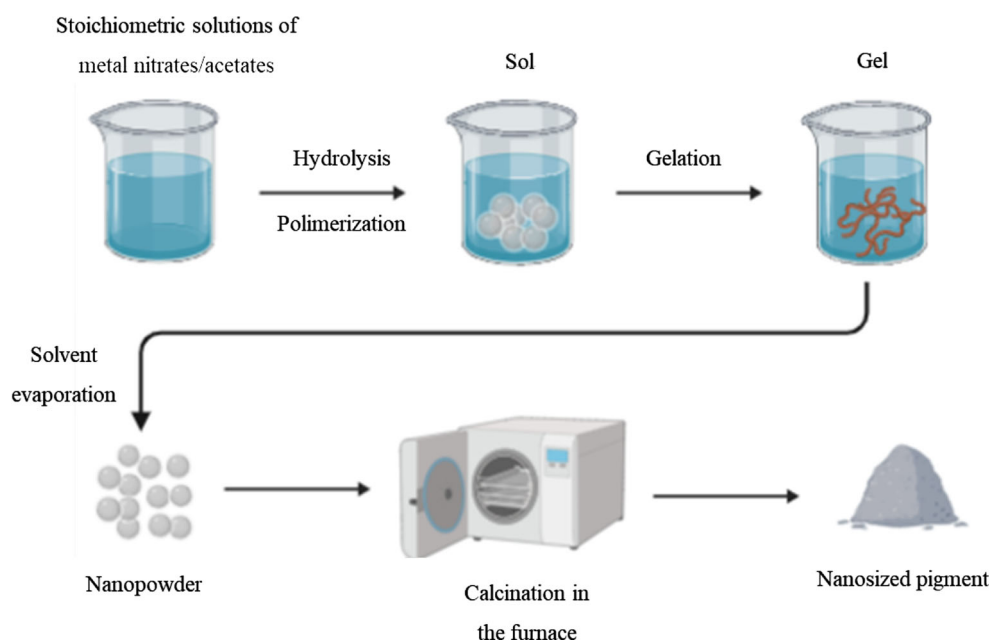 Stoichiometric solutions of
metal nitrates/acetates
Sol
Gel
Hydrolysis
Polimerization
Gelation
Solvent
evaporation
Nanopowder
Calcination in
the furnace
Nanosized pigment